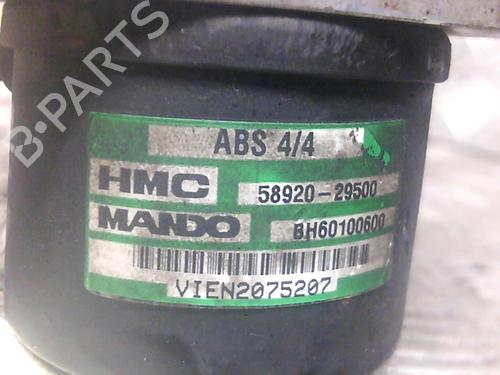 B-PARTS
ABS 4/4
HMC 58920-29500
MANDO BH60100600
VIEN2075207